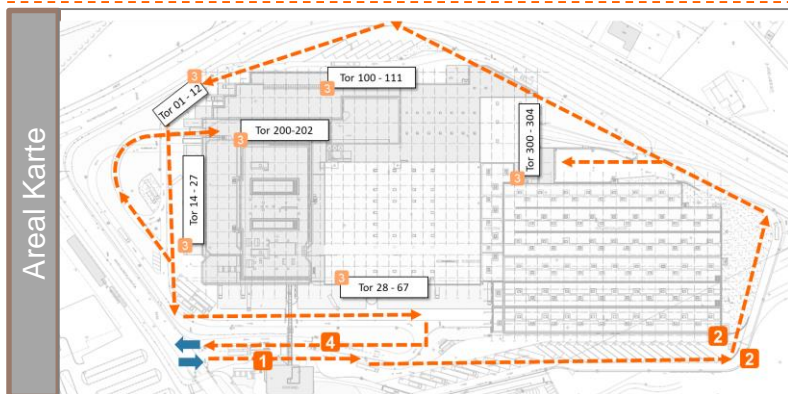 Areal Karte
3
Tor 01 - 12
Tor 100 - 111
3
Tor 200-202
3
Tor 300 - 304
3
Tor 14 - 27
3
3
Tor 28 - 67
4
1
2
2